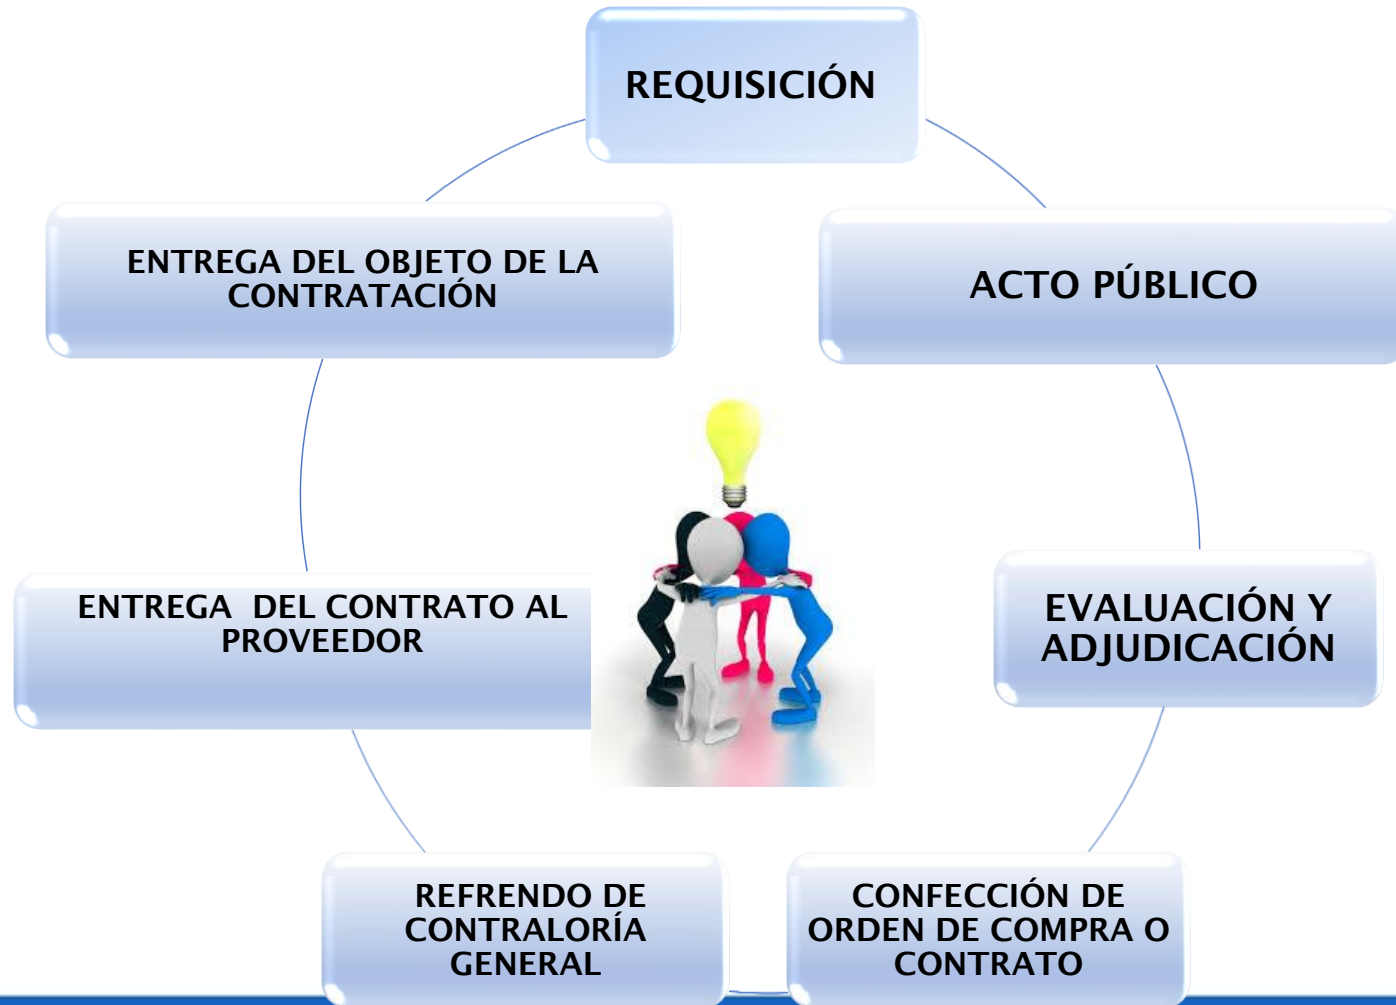 REQUISICIÓN
ACTO PÚBLICO
EVALUACIÓN Y
ADJUDICACIÓN
CONFECCIÓN DE
ORDEN DE COMPRA O
CONTRATO
REFRENDO DE
CONTRALORÍA
GENERAL
ENTREGA DEL CONTRATO AL
PROVEEDOR
ENTREGA DEL OBJETO DE LA
CONTRATACIÓN